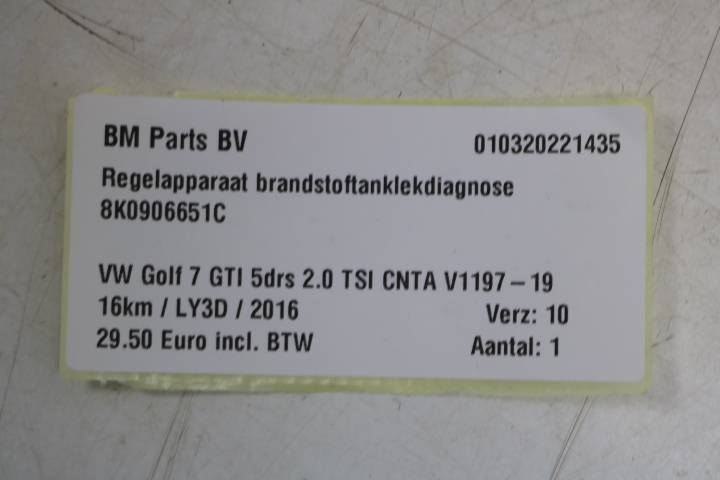 BM Parts BV 010320221435
Regelapparaat brandstoftanklekdiagnose
8K0906651C
VW Golf 7 GTI 5drs 2.0 TSI CNTA V1197 – 19
16km / LY3D / 2016 Verz: 10
29.50 Euro incl. BTW Aantal: 1